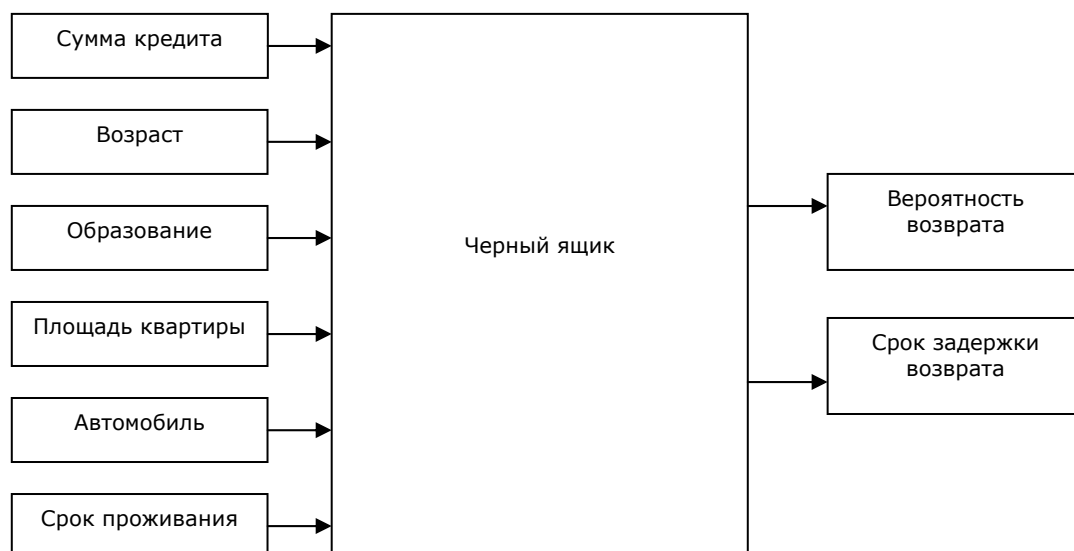 Сумма кредита
Возраст
Образование
Площадь квартиры
Автомобиль
Срок проживания
Черный ящик
Вероятность
возврата
Срок задержки
возврата